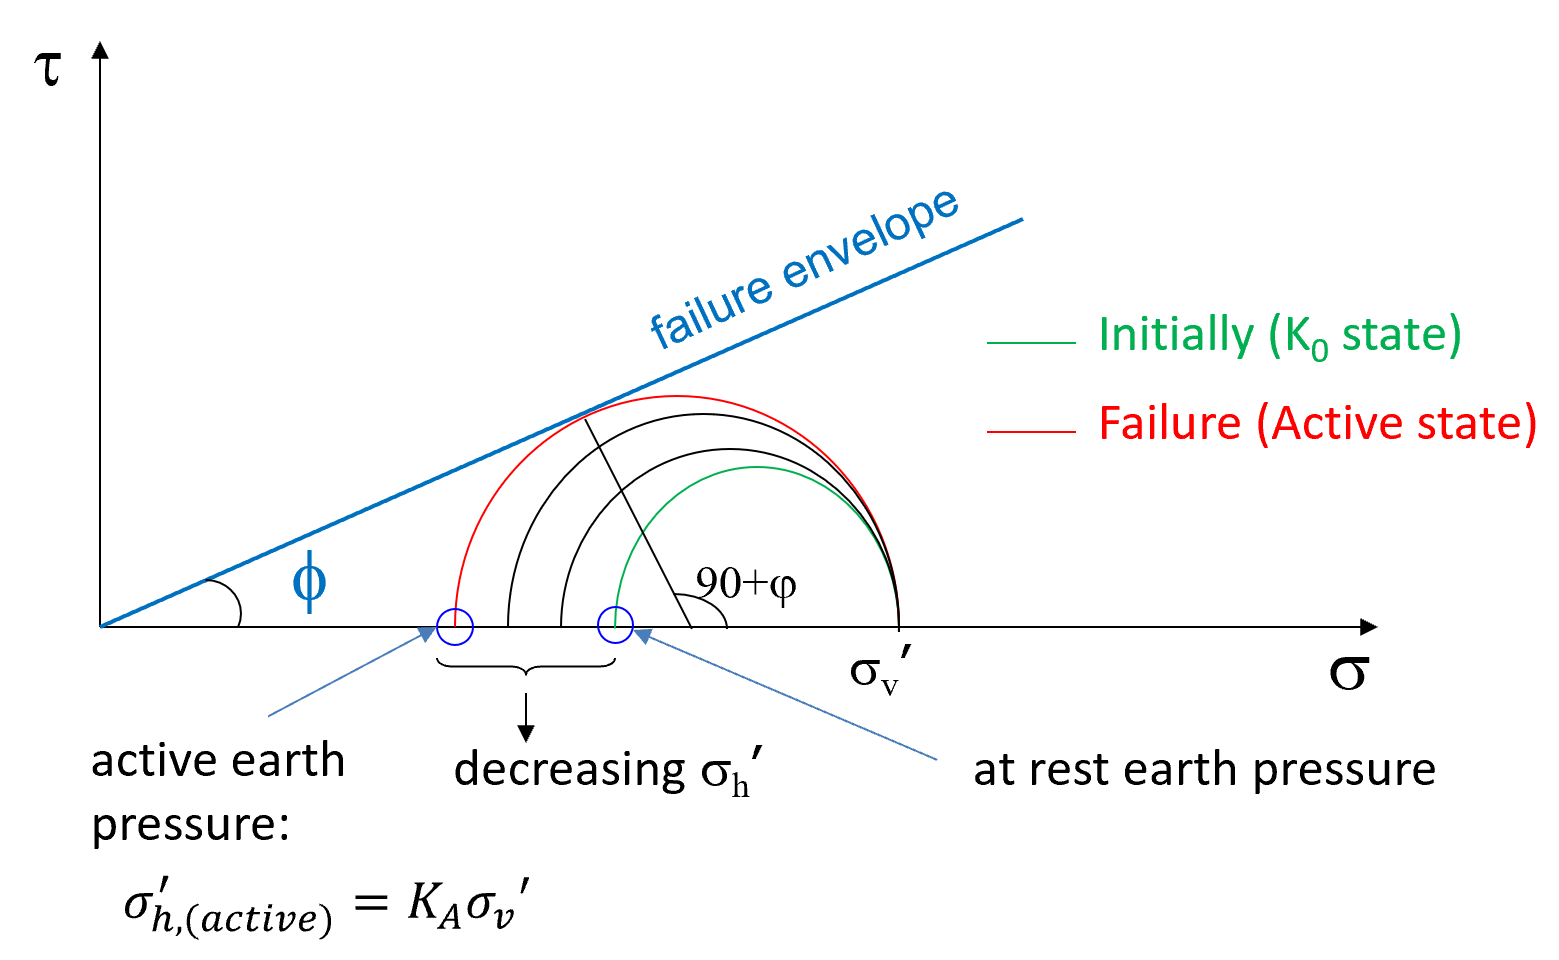 τ
failure envelope
Initially (K₀ state)
Failure (Active state)
ϕ
90+φ
σᵥ′
σ
active earth
pressure:
decreasing σₕ′
at rest earth pressure
σ′ₕ,₍ₐcₜᵢᵥₑ₎ = K_Aσᵥ′